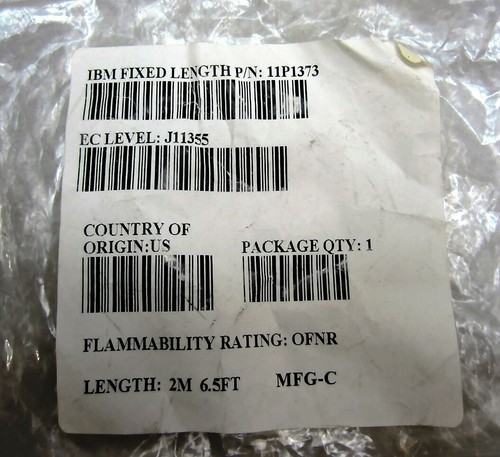 IBM FIXED LENGTH P/N: 11P1373
EC LEVEL: J11355
COUNTRY OF
ORIGIN:US
PACKAGE QTY: 1
FLAMMABILITY RATING: OFNR
LENGTH: 2M 6.5FT MFG-C